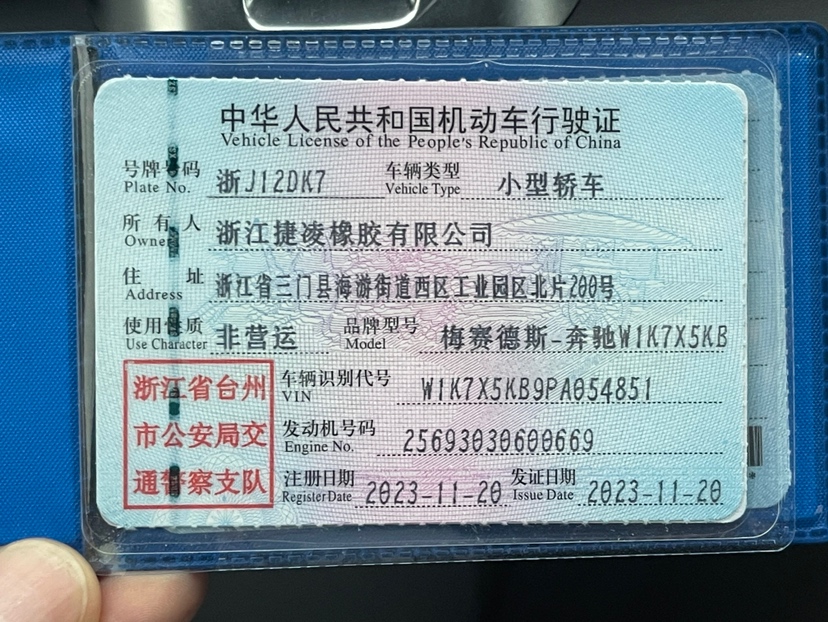 中华人民共和国机动车行驶证
Vehicle License of the People's Republic of China
号牌号码 浙J12DK7 车辆类型 小型轿车
Plate No. Vehicle Type
所有人 浙江捷凌橡胶有限公司
Owner
住址 浙江省三门县海游街道西区工业园区北片200号
Address
使用性质 非营运 品牌型号 梅赛德斯-奔驰W1K7X5KB
Use Character Model
浙江省台州 车辆识别代号 W1K7X5KB9PA054851
VIN
市公安局交 发动机号码 25693030600669
Engine No.
通警察支队 注册日期 2023-11-20 发证日期 2023-11-20
Register Date Issue Date